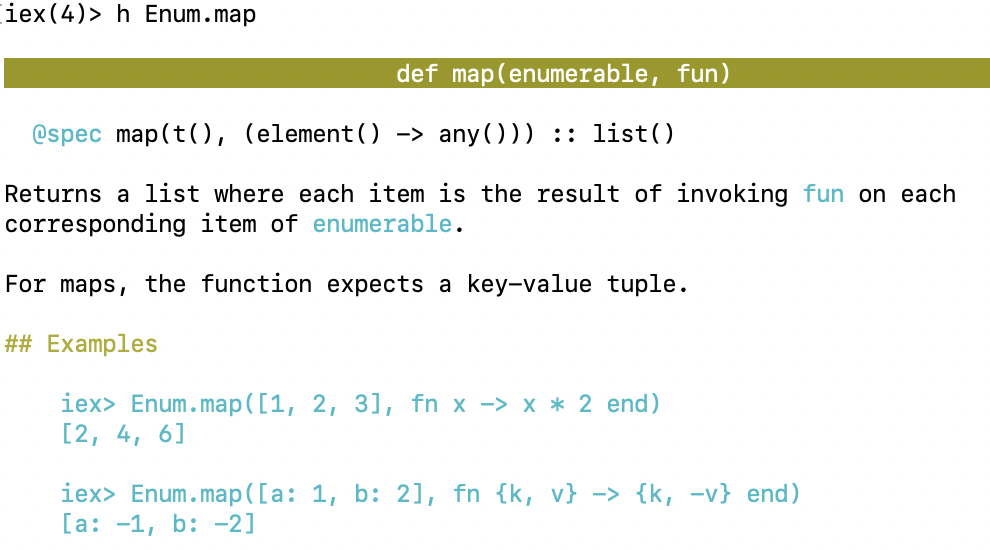 iex(4)> h Enum.map
def map(enumerable, fun)
@spec map(t(), (element() -> any())) :: list()
Returns a list where each item is the result of invoking fun on each
corresponding item of enumerable.
For maps, the function expects a key-value tuple.
## Examples
iex> Enum.map([1, 2, 3], fn x -> x * 2 end)
[2, 4, 6]
iex> Enum.map([a: 1, b: 2], fn {k, v} -> {k, -v} end)
[a: -1, b: -2]